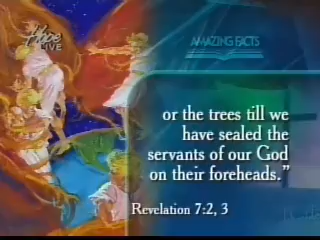 Hope
LIVE
AMAZING FACTS
or the trees till we
have sealed the
servants of our God
on their foreheads.”
Revelation 7:2, 3